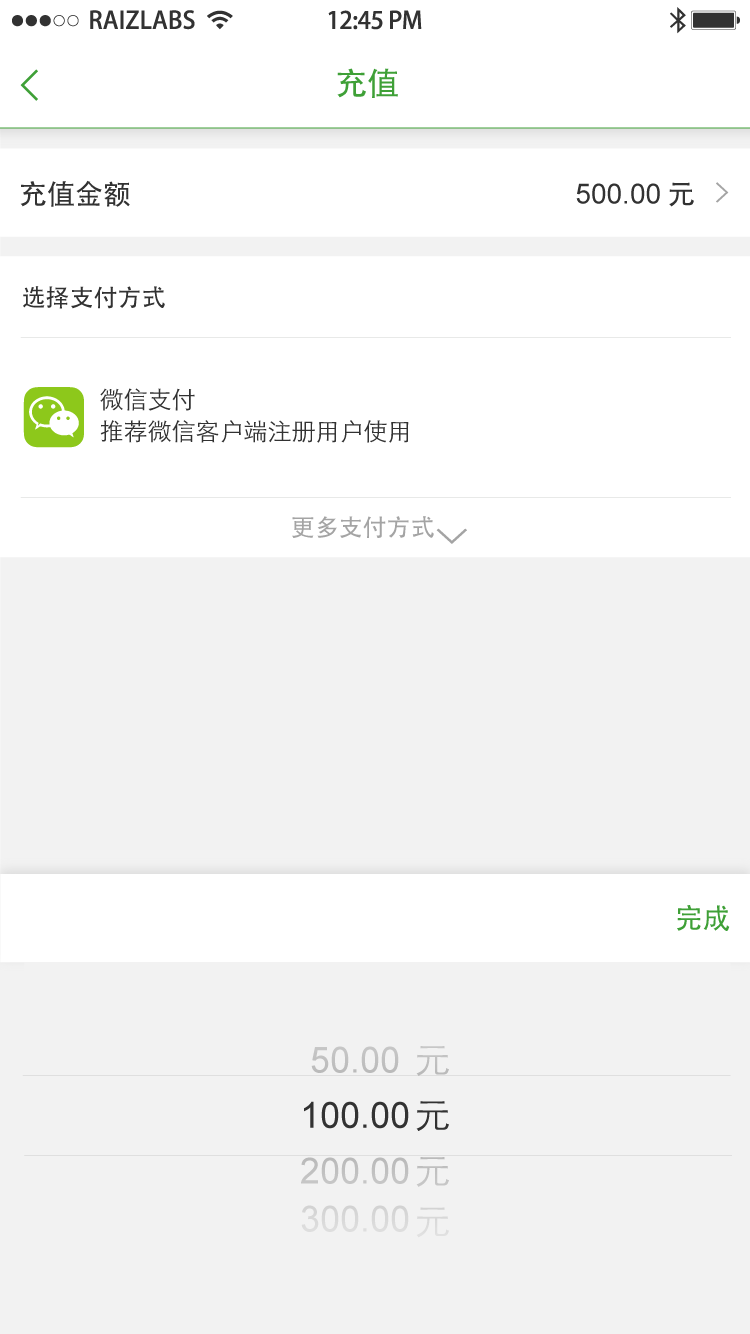 RAIZLABS 12:45 PM
充值
充值金额 500.00 元
选择支付方式
微信支付
推荐微信客户端注册用户使用
更多支付方式
完成
50.00 元
100.00元
200.00元
300.00元